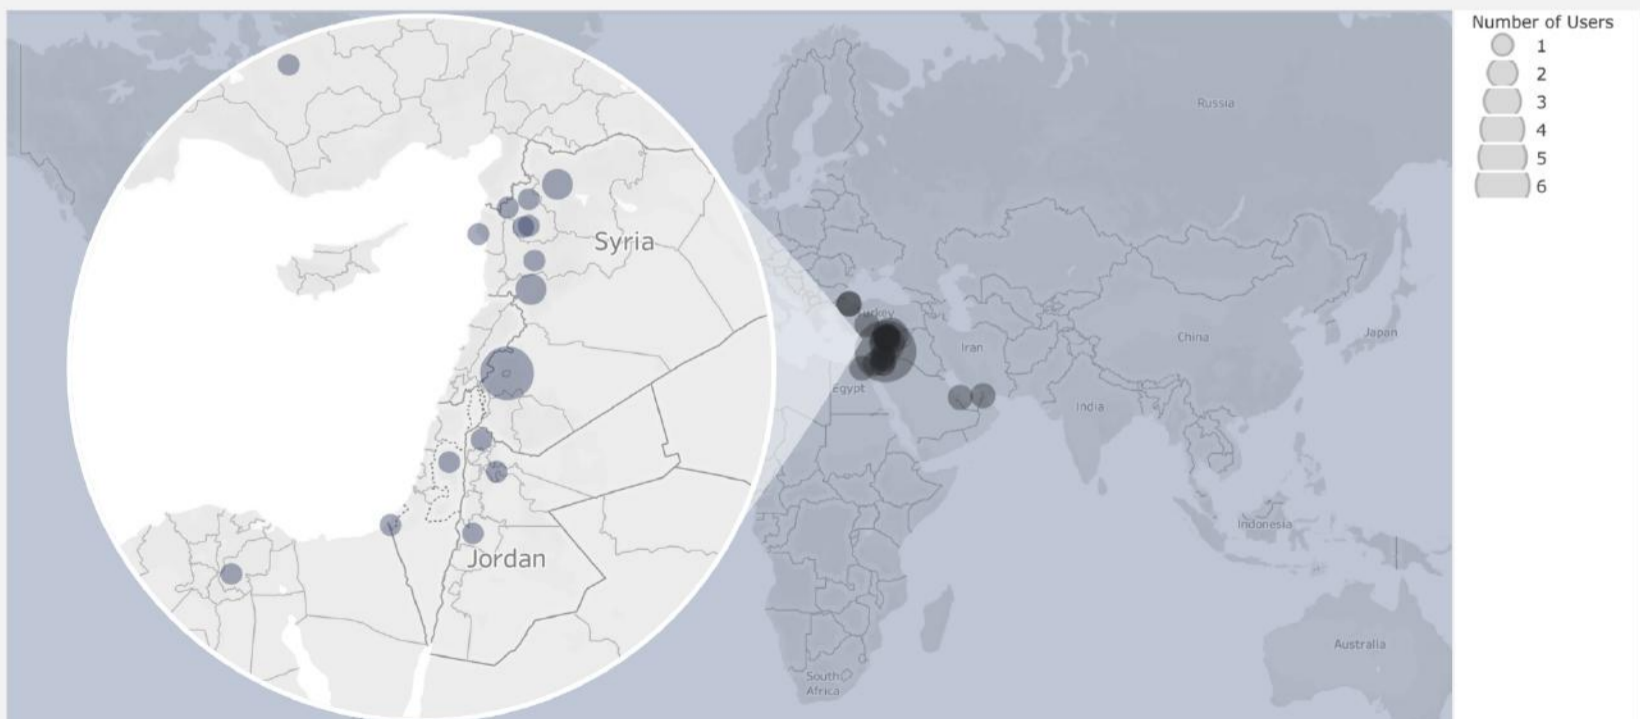 Number of Users
1
2
3
4
5
6
Russia
Syria
urkey
Iran
China
Japan
Egypt
India
Jordan
Indonesia
Australia
South
Africa